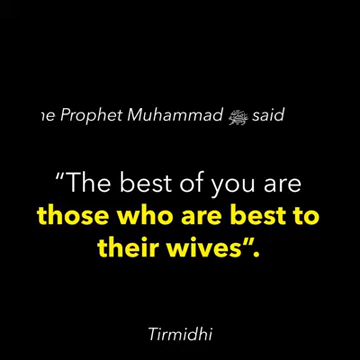 he Prophet Muhammad ﷺ said
“The best of you are
those who are best to
their wives”.
Tirmidhi